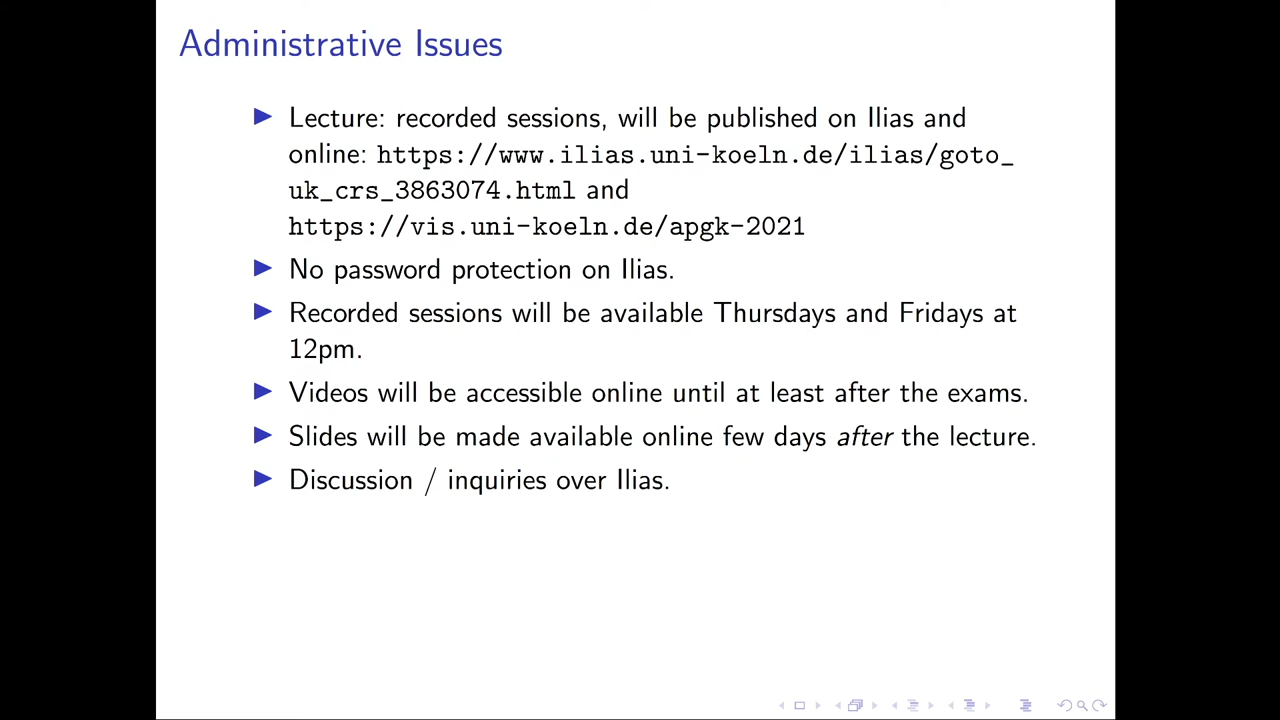 Administrative Issues
Lecture: recorded sessions, will be published on Ilias and
online: https://www.ilias.uni-koeln.de/ilias/goto_
uk_crs_3863074.html and
https://vis.uni-koeln.de/apgk-2021
No password protection on Ilias.
Recorded sessions will be available Thursdays and Fridays at
12pm.
Videos will be accessible online until at least after the exams.
Slides will be made available online few days after the lecture.
Discussion / inquiries over Ilias.